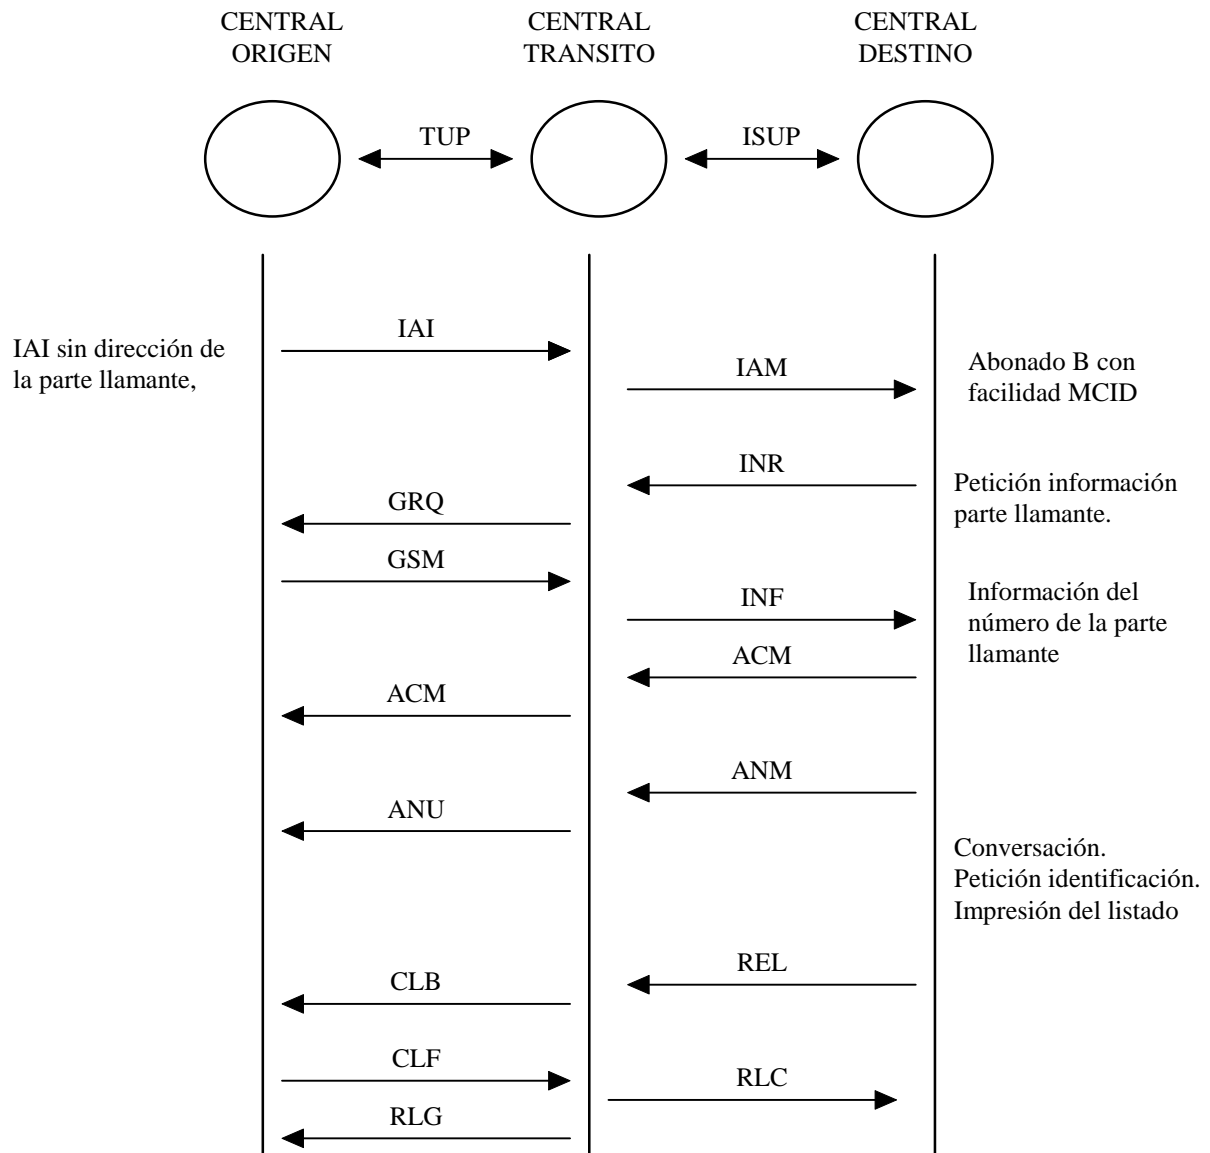 CENTRAL
ORIGEN
CENTRAL
TRANSITO
CENTRAL
DESTINO
TUP
ISUP
IAI
IAI sin dirección de
la parte llamante,
IAM
Abonado B con
facilidad MCID
INR
Petición información
parte llamante.
GRQ
GSM
INF
Información del
número de la parte
llamante
ACM
ACM
ANM
ANU
Conversación.
Petición identificación.
Impresión del listado
REL
CLB
CLF
RLC
RLG